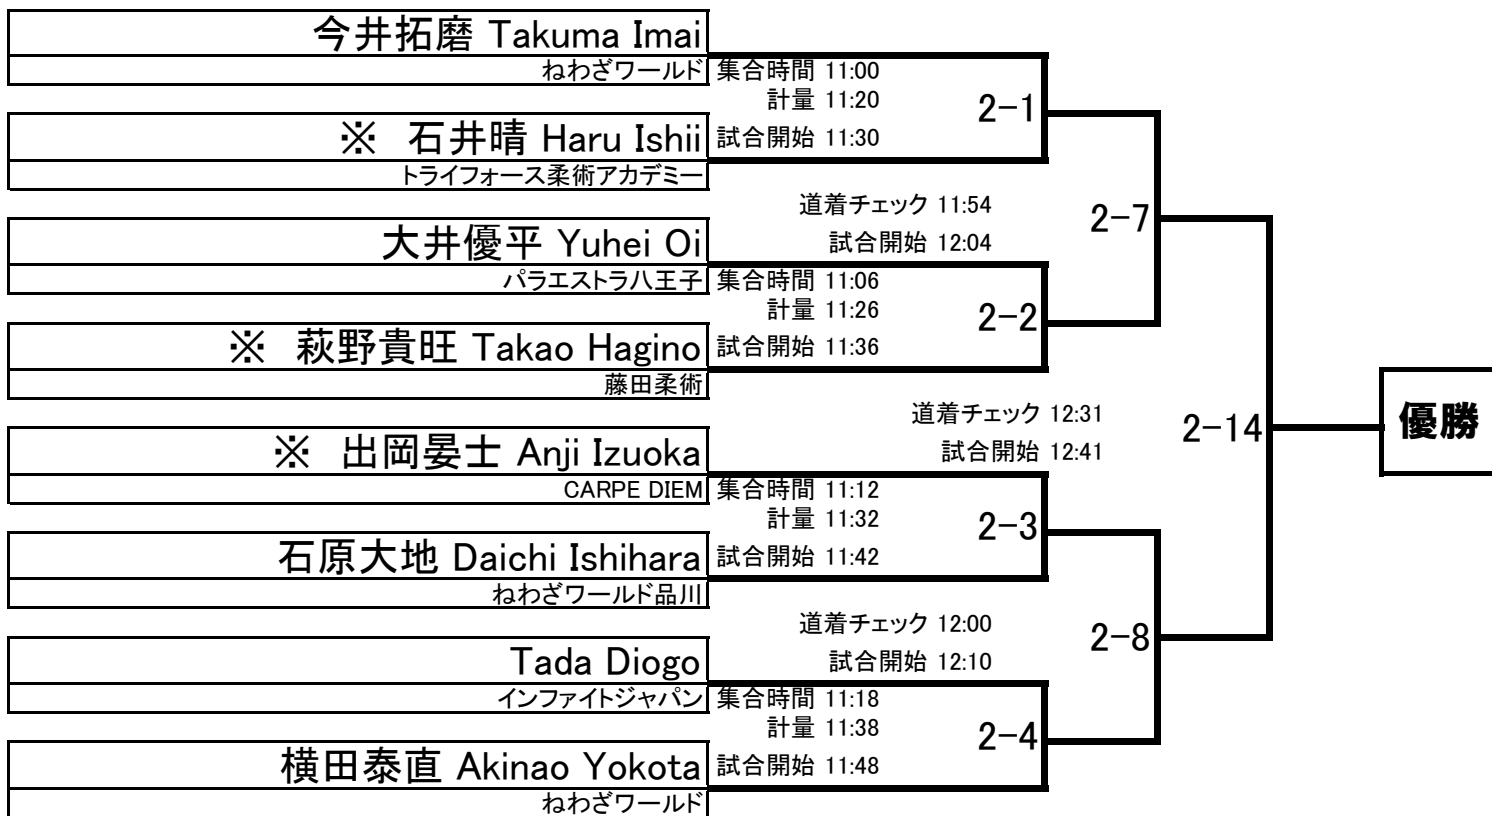 今井拓磨 Takuma Imai
ねわざワールド
集合時間 11:00
計量 11:20
2-1
※ 石井晴 Haru Ishii
試合開始 11:30
トライフォース柔術アカデミー
道着チェック 11:54
2-7
試合開始 12:04
大井優平 Yuhei Oi
パラエストラ八王子
集合時間 11:06
計量 11:26
2-2
※ 萩野貴旺 Takao Hagino
試合開始 11:36
藤田柔術
道着チェック 12:31
2-14
優勝
試合開始 12:41
※ 出岡晏士 Anji Izuoka
CARPE DIEM
集合時間 11:12
計量 11:32
2-3
石原大地 Daichi Ishihara
試合開始 11:42
ねわざワールド品川
道着チェック 12:00
2-8
試合開始 12:10
Tada Diogo
インファイトジャパン
集合時間 11:18
計量 11:38
2-4
横田泰直 Akinao Yokota
試合開始 11:48
ねわざワールド